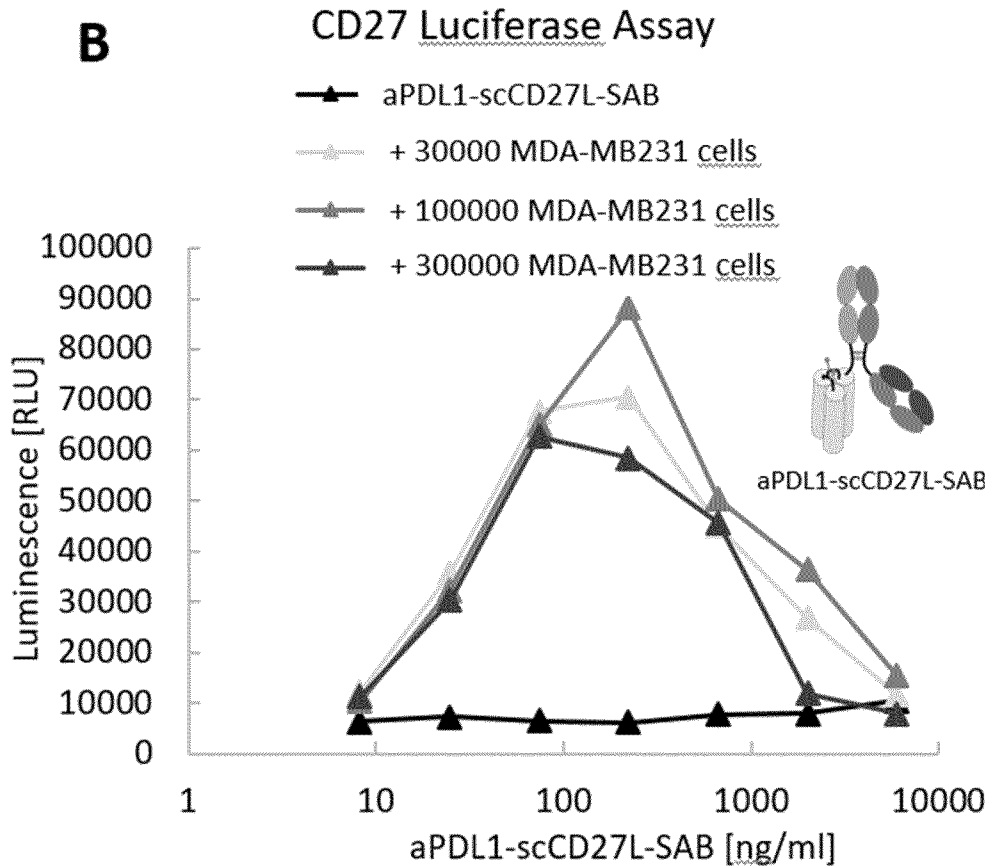 B
CD27 Luciferase Assay
aPDL1-scCD27L-SAB
+ 30000 MDA-MB231 cells
+ 100000 MDA-MB231 cells
+ 300000 MDA-MB231 cells
100000
90000
80000
70000
60000
50000
40000
30000
20000
10000
0
Luminescence [RLU]
aPDL1-scCD27L-SAB
1 10 100 1000 10000
aPDL1-scCD27L-SAB [ng/ml]